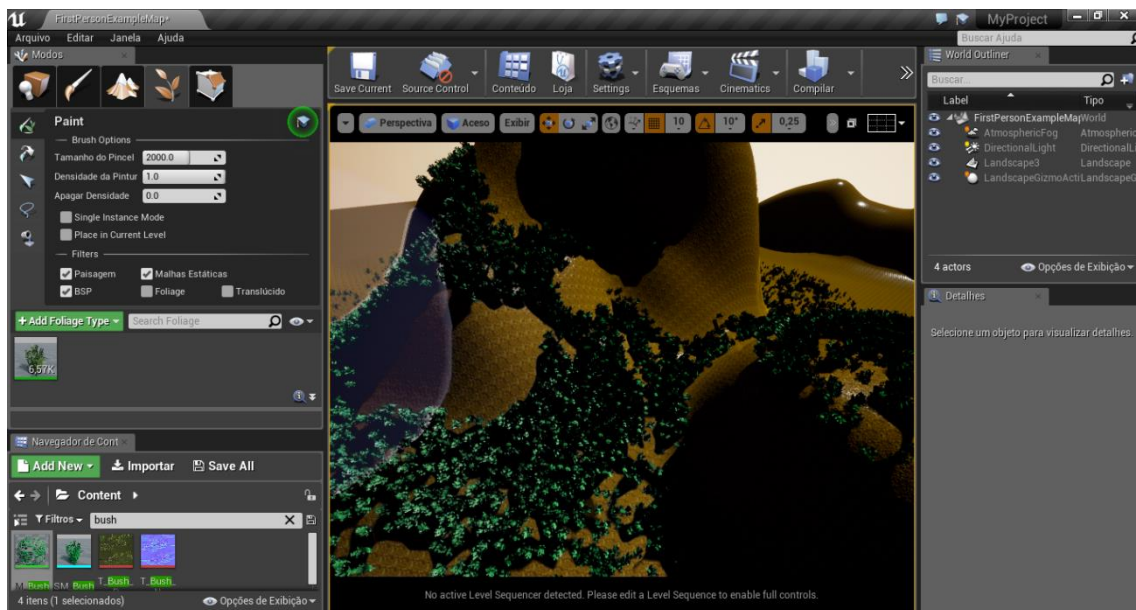 FirstPersonExampleMap*
MyProject
Arquivo Editar Janela Ajuda
Buscar Ajuda
Modos
Save Current Source Control Conteúdo Loja Settings Esquemas Cinematics Compilar
World Outliner
Buscar...
Label Tipo
FirstPersonExampleMap World
AtmosphericFog Atmospheric
DirectionalLight DirectionalLi
Landscape3 Landscape
LandscapeGizmoActi LandscapeG
4 actors Opções de Exibição
Detalhes
Selecione um objeto para visualizar detalhes.
Paint
Brush Options
Tamanho do Pincel 2000.0
Densidade da Pintur 1.0
Apagar Densidade 0.0
Single Instance Mode
Place in Current Level
Filters
Paisagem Malhas Estáticas
BSP Foliage Translúcido
+Add Foliage Type Search Foliage
6,57K
Perspectiva Aceso Exibir 10 10° 0,25
Navegador de Cont
Add New Importar Save All
Content
Filtros bush
M_Bush SM_Bush T_Bush_ T_Bush_
4 itens (1 selecionados) Opções de Exibição
No active Level Sequencer detected. Please edit a Level Sequence to enable full controls.